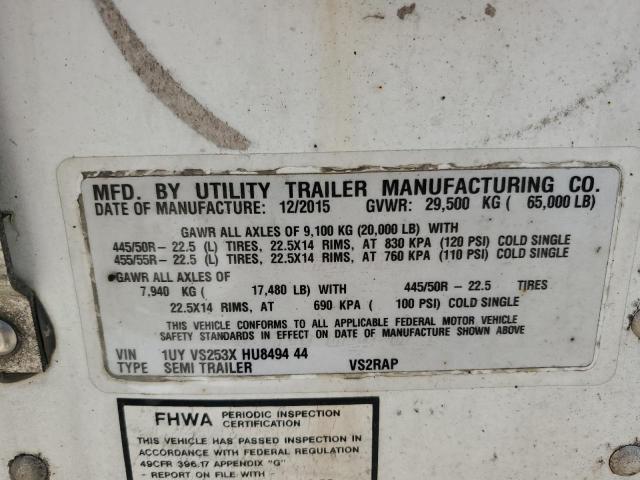 MFD. BY UTILITY TRAILER MANUFACTURING CO.
DATE OF MANUFACTURE: 12/2015 GVWR: 29,500 KG ( 65,000 LB)
GAWR ALL AXLES OF 9,100 KG (20,000 LB) WITH
445/50R- 22.5 (L) TIRES, 22.5X14 RIMS, AT 830 KPA (120 PSI) COLD SINGLE
455/55R- 22.5 (L) TIRES, 22.5X14 RIMS, AT 760 KPA (110 PSI) COLD SINGLE
GAWR ALL AXLES OF
7,940 KG ( 17,480 LB) WITH 445/50R - 22.5 TIRES
22.5X14 RIMS, AT 690 KPA ( 100 PSI) COLD SINGLE
THIS VEHICLE CONFORMS TO ALL APPLICABLE FEDERAL MOTOR VEHICLE
SAFETY STANDARDS IN EFFECT ON DATE OF MANUFACTURE SHOWN ABOVE
VIN 1UY VS253X HU8494 44
TYPE SEMI TRAILER VS2RAP
FHWA PERIODIC INSPECTION
CERTIFICATION
THIS VEHICLE HAS PASSED INSPECTION IN
ACCORDANCE WITH FEDERAL REGULATION
49CFR 396.17 APPENDIX "G"
- REPORT ON FILE WITH -